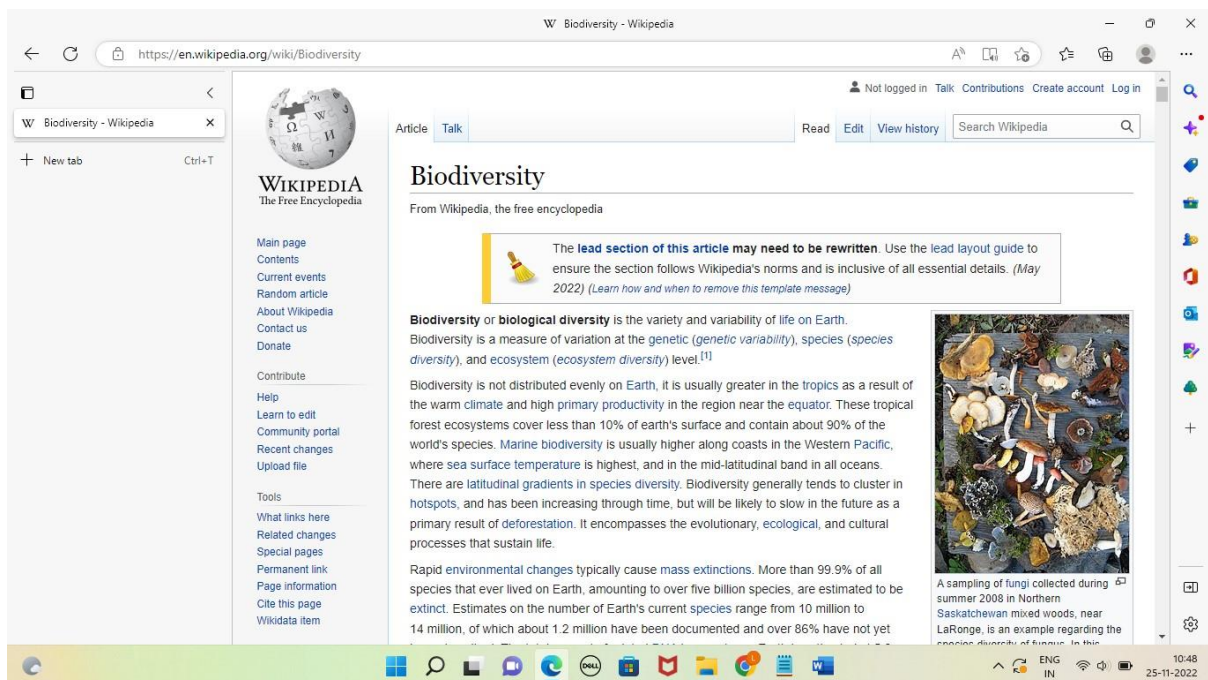 W Biodiversity - Wikipedia
https://en.wikipedia.org/wiki/Biodiversity
W Biodiversity - Wikipedia
New tab Ctrl+T
Not logged in Talk Contributions Create account Log in
Article Talk
Read Edit View history Search Wikipedia
WIKIPEDIA
The Free Encyclopedia
Main page
Contents
Current events
Random article
About Wikipedia
Contact us
Donate
Contribute
Help
Learn to edit
Community portal
Recent changes
Upload file
Tools
What links here
Related changes
Special pages
Permanent link
Page information
Cite this page
Wikidata item
Biodiversity
From Wikipedia, the free encyclopedia
The lead section of this article may need to be rewritten. Use the lead layout guide to
ensure the section follows Wikipedia's norms and is inclusive of all essential details. (May
2022) (Learn how and when to remove this template message)
Biodiversity or biological diversity is the variety and variability of life on Earth.
Biodiversity is a measure of variation at the genetic (genetic variability), species (species
diversity), and ecosystem (ecosystem diversity) level.[1]
Biodiversity is not distributed evenly on Earth, it is usually greater in the tropics as a result of
the warm climate and high primary productivity in the region near the equator. These tropical
forest ecosystems cover less than 10% of earth's surface and contain about 90% of the
world's species. Marine biodiversity is usually higher along coasts in the Western Pacific,
where sea surface temperature is highest, and in the mid-latitudinal band in all oceans.
There are latitudinal gradients in species diversity. Biodiversity generally tends to cluster in
hotspots, and has been increasing through time, but will be likely to slow in the future as a
primary result of deforestation. It encompasses the evolutionary, ecological, and cultural
processes that sustain life.
Rapid environmental changes typically cause mass extinctions. More than 99.9% of all
species that ever lived on Earth, amounting to over five billion species, are estimated to be
extinct. Estimates on the number of Earth's current species range from 10 million to
14 million, of which about 1.2 million have been documented and over 86% have not yet
A sampling of fungi collected during
summer 2008 in Northern
Saskatchewan mixed woods, near
LaRonge, is an example regarding the
species diversity of fungus. In this
DELL
ENG
IN
10:48
25-11-2022